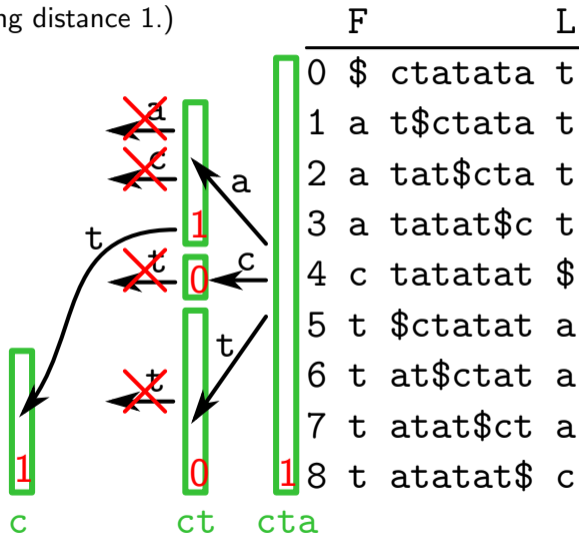 ng distance 1.)
F L
0 $ ctatata t
a
1 a t$ctata t
c
2 a tat$cta t
a
1
3 a tatat$c t
t
t 0 c
4 c tatatat $
5 t $ctatat a
t
t
6 t at$ctat a
7 t atat$ct a
1 0 1
8 t atatat$ c
c ct cta